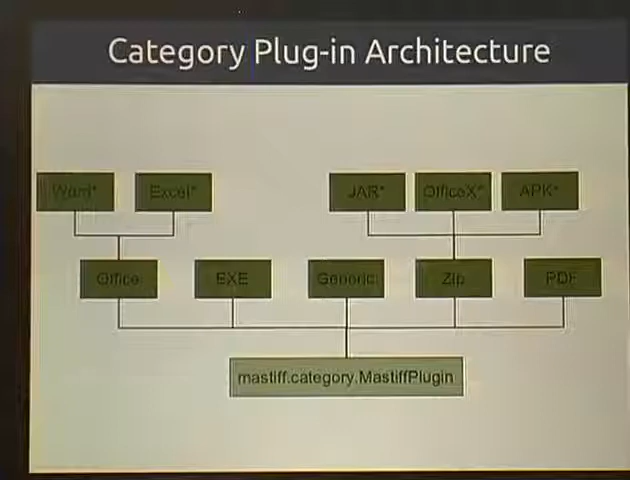 Category Plug-in Architecture
Word* Excel* JAR* OfficeX* APK*
Office EXE Generic Zip PDF
mastiff.category.MastiffPlugin